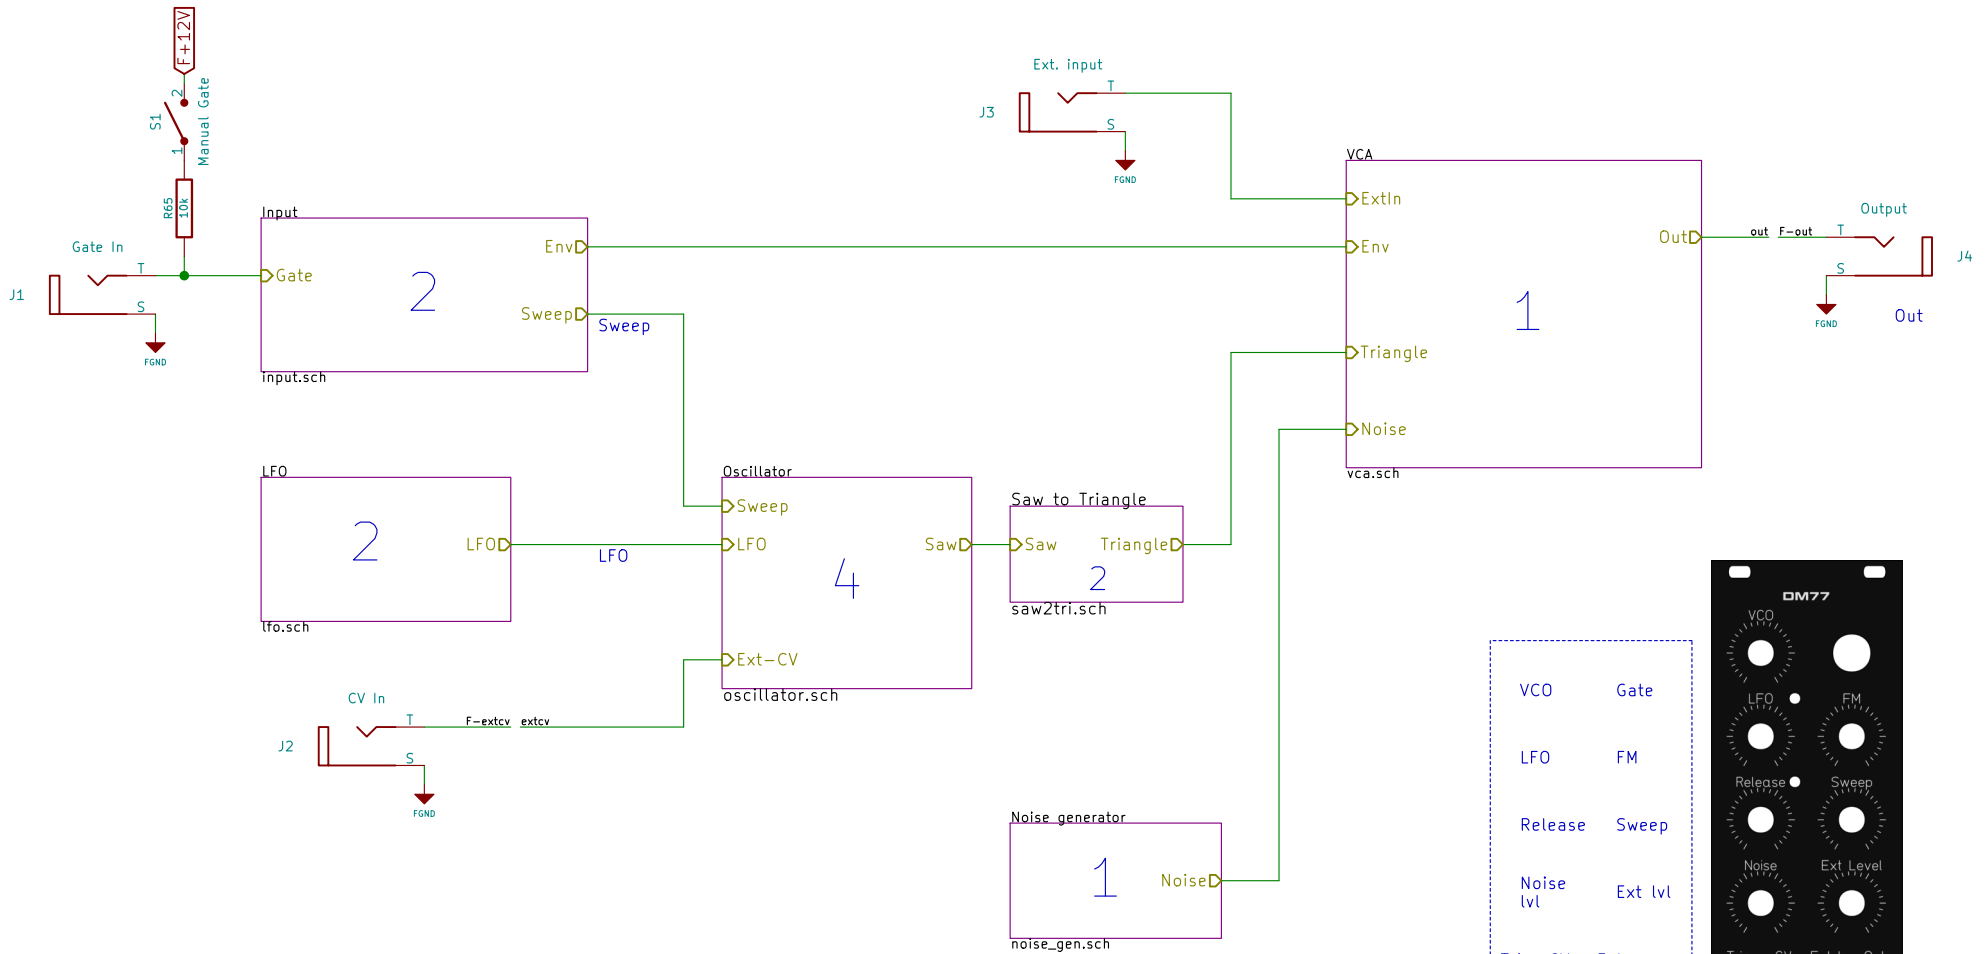 F+12V
2
S1
Manual Gate
1
R65
10k
Gate In
T
J1
S
FGND
Input
Gate
Env
2
Sweep
Sweep
input.sch
LFO
2
LFO
LFO
lfo.sch
CV In
T
F-extcv
extcv
J2
S
FGND
Oscillator
Sweep
LFO
Saw
4
Ext-CV
oscillator.sch
Saw to Triangle
Saw
Triangle
2
saw2tri.sch
Ext. input
T
J3
S
FGND
VCA
ExtIn
Env
Out
1
Triangle
Noise
vca.sch
Output
out
F-out
T
J4
S
FGND
Out
Noise generator
1
Noise
noise_gen.sch
VCO
Gate
LFO
FM
Release
Sweep
Noise
lvl
Ext lvl
DM77
VCO
LFO
FM
Release
Sweep
Noise
Ext Level